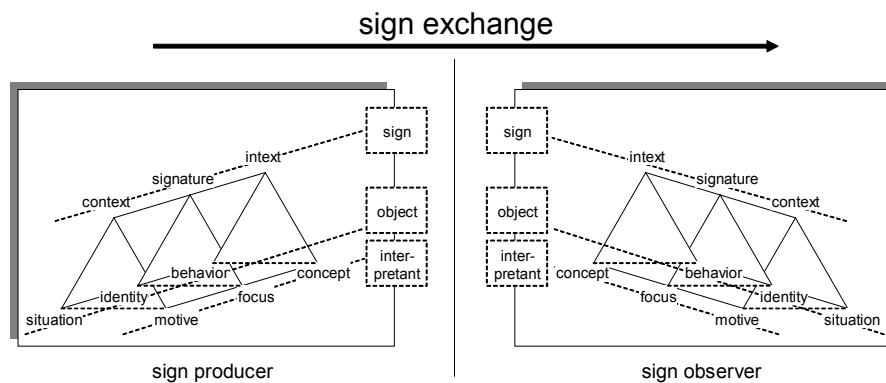 sign exchange
sign
intext
signature
context
object
inter-
pretant
behavior
concept
identity
focus
situation
motive
sign producer
sign
intext
signature
context
object
inter-
pretant
concept
behavior
focus
identity
motive
situation
sign observer